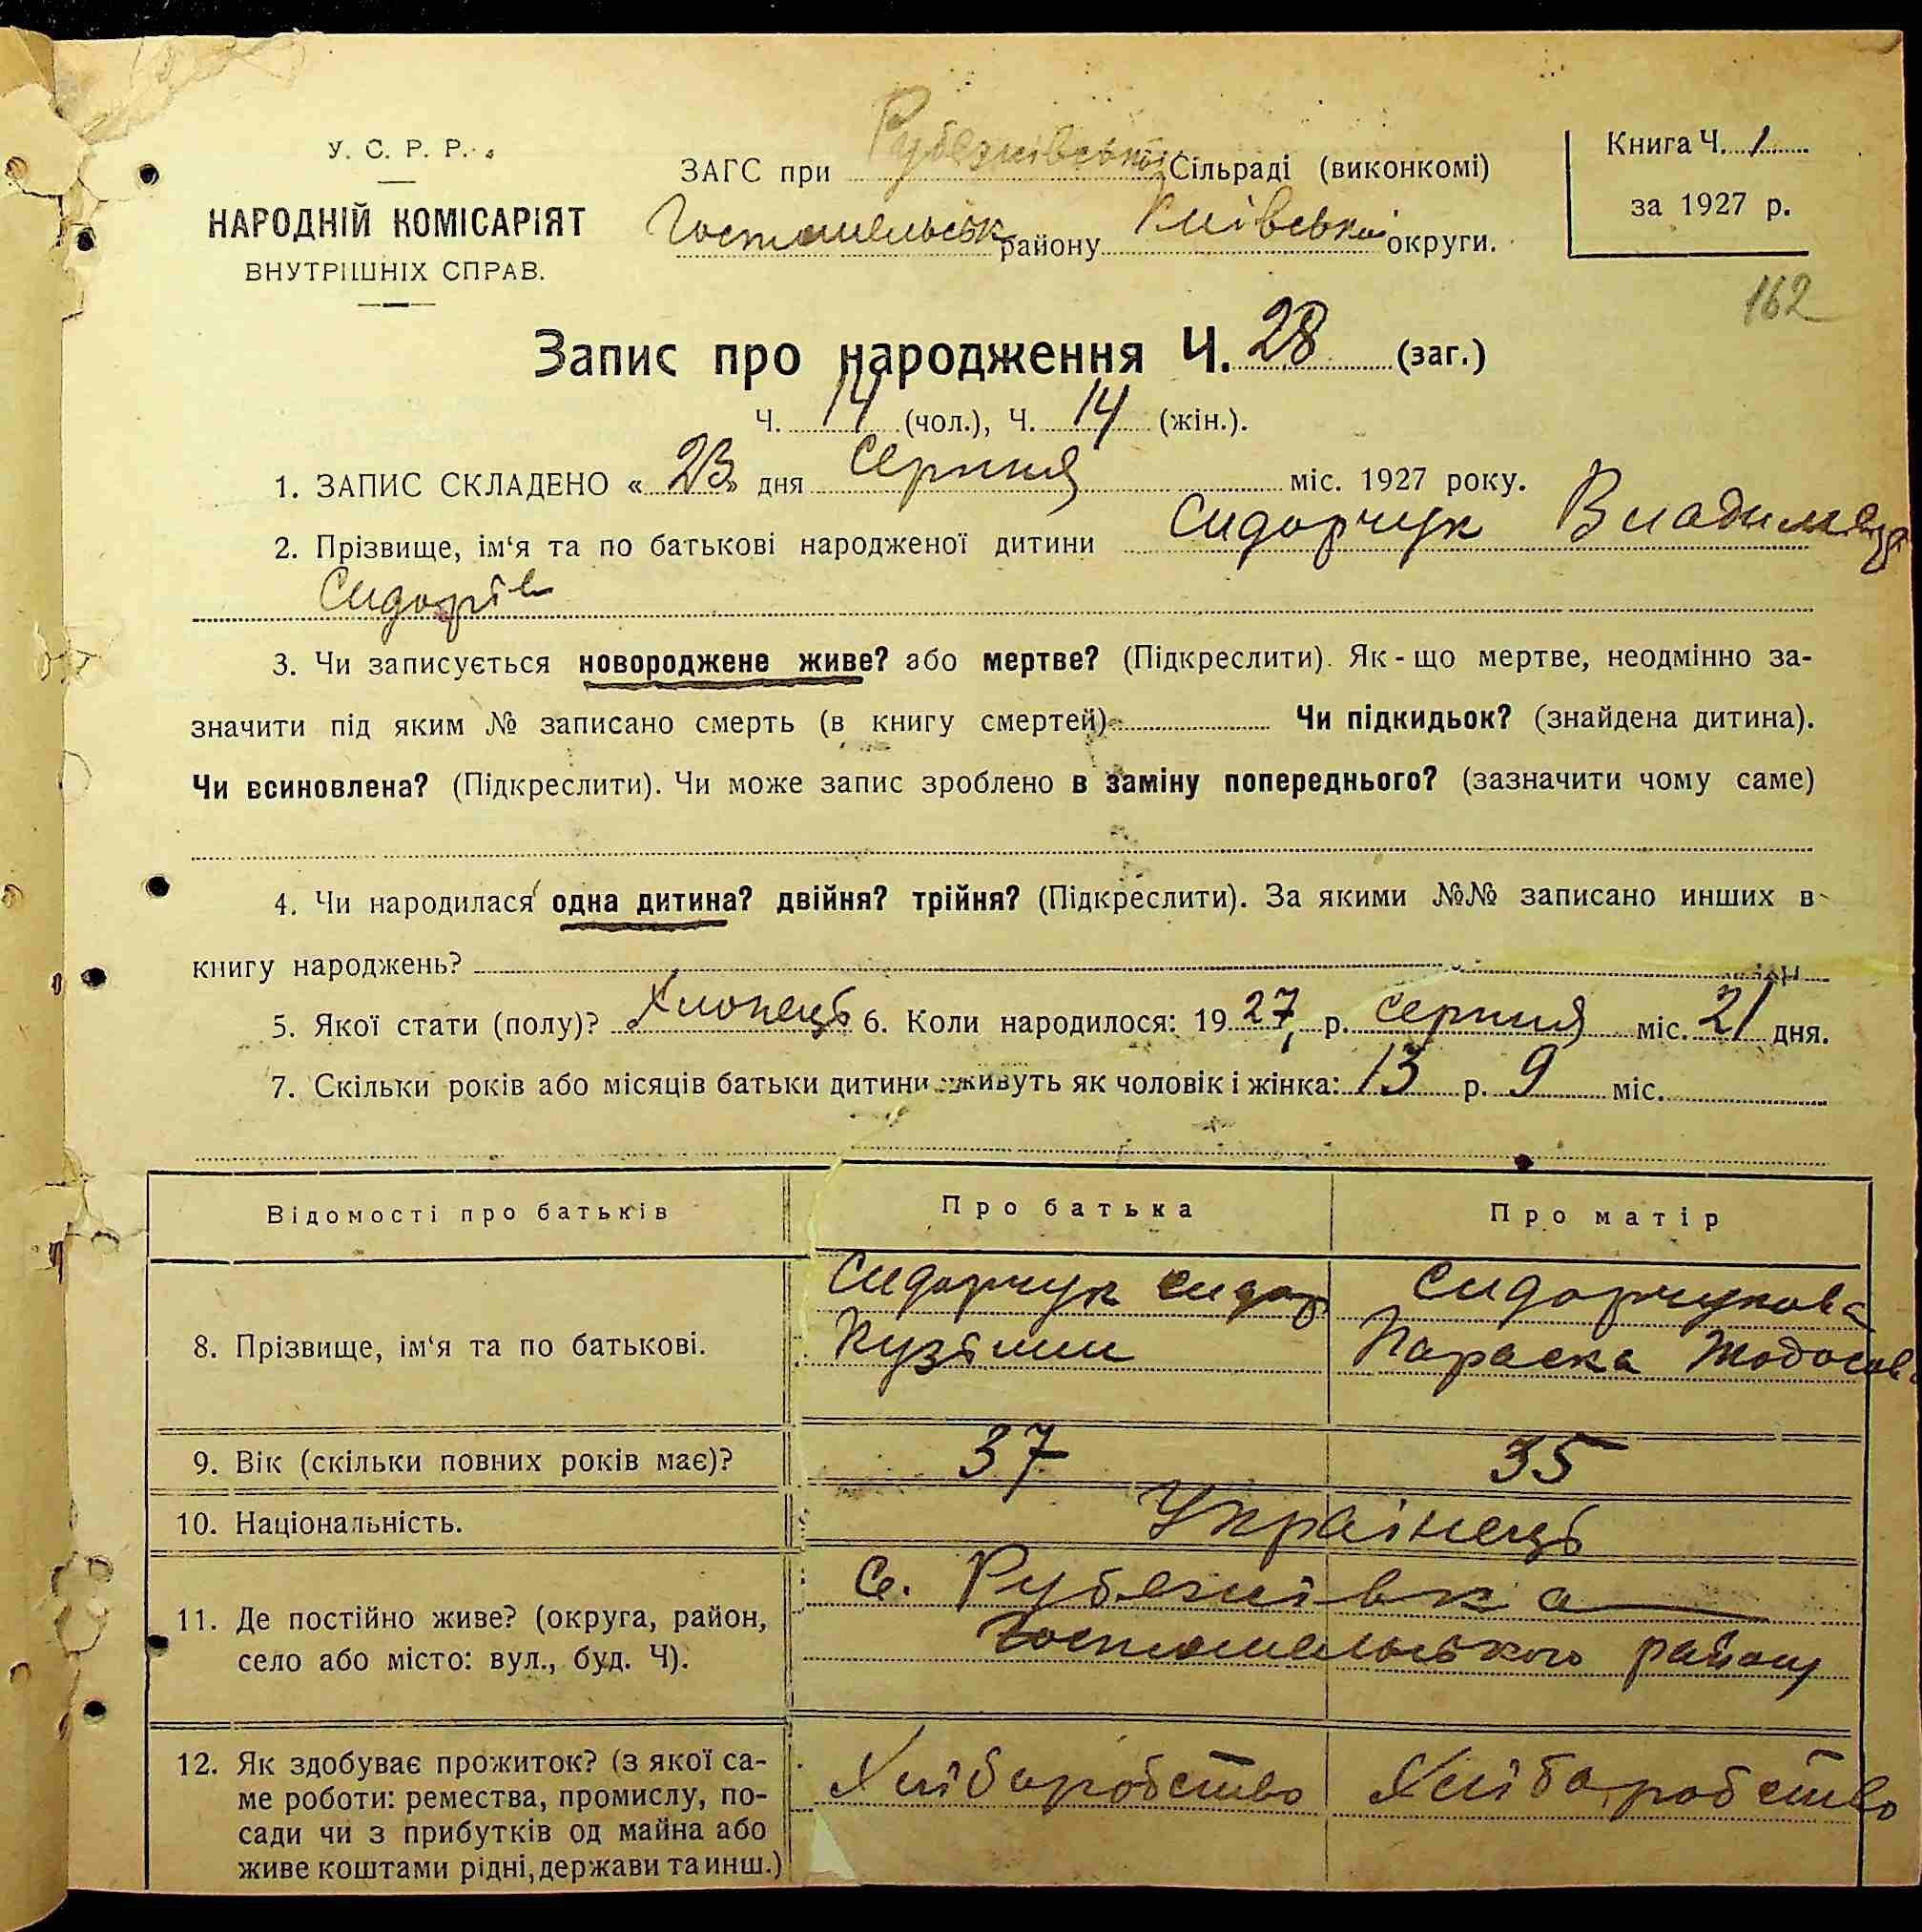 У. С. Р. Р.
НАРОДНІЙ КОМІСАРІЯТ
ВНУТРІШНІХ СПРАВ.
ЗАГС при Рубежівській Сільраді (виконкомі)
Гостомельськ району Київської округи.
Книга Ч. 1
за 1927 р.
162
Запис про народження Ч. 28 (заг.)
Ч. 14 (чол.), Ч. 14 (жін.).
1. ЗАПИС СКЛАДЕНО « 23 » дня серпня міс. 1927 року.
2. Прізвище, ім‘я та по батькові народженої дитини Сидорчук
Сидорів
3. Чи записується новороджене живе? або мертве? (Підкреслити). Як-що мертве, неодмінно за-
значити під яким № записано смерть (в книгу смертей) Чи підкидьок? (знайдена дитина).
Чи всиновлена? (Підкреслити). Чи може запис зроблено в заміну попереднього? (зазначити чому саме)
4. Чи народилася одна дитина? двійня? трійня? (Підкреслити). За якими №№ записано инших в
книгу народжень?
5. Якої стати (полу)? Хлопець 6. Коли народилося: 1927 р. серпня міс. 21 дня.
7. Скільки років або місяців батьки дитини живуть як чоловік і жінка: 13 р. 9 міс.
Відомості про батьків Про батька Про матір
8. Прізвище, ім‘я та по батькові.
Сидорчук Сидор
Кузьмин
Сидорчукова
Параска Тодосов
9. Вік (скільки повних років має)? 37 35
10. Національність. Українець
11. Де постійно живе? (округа, район,
село або місто: вул., буд. Ч).
с. Рубежівка
Гостомельського району
12. Як здобуває прожиток? (з якої са-
ме роботи: ремества, промислу, по-
сади чи з прибутків од майна або
живе коштами рідні, держави та инш.)
Хліборобство Хліборобство